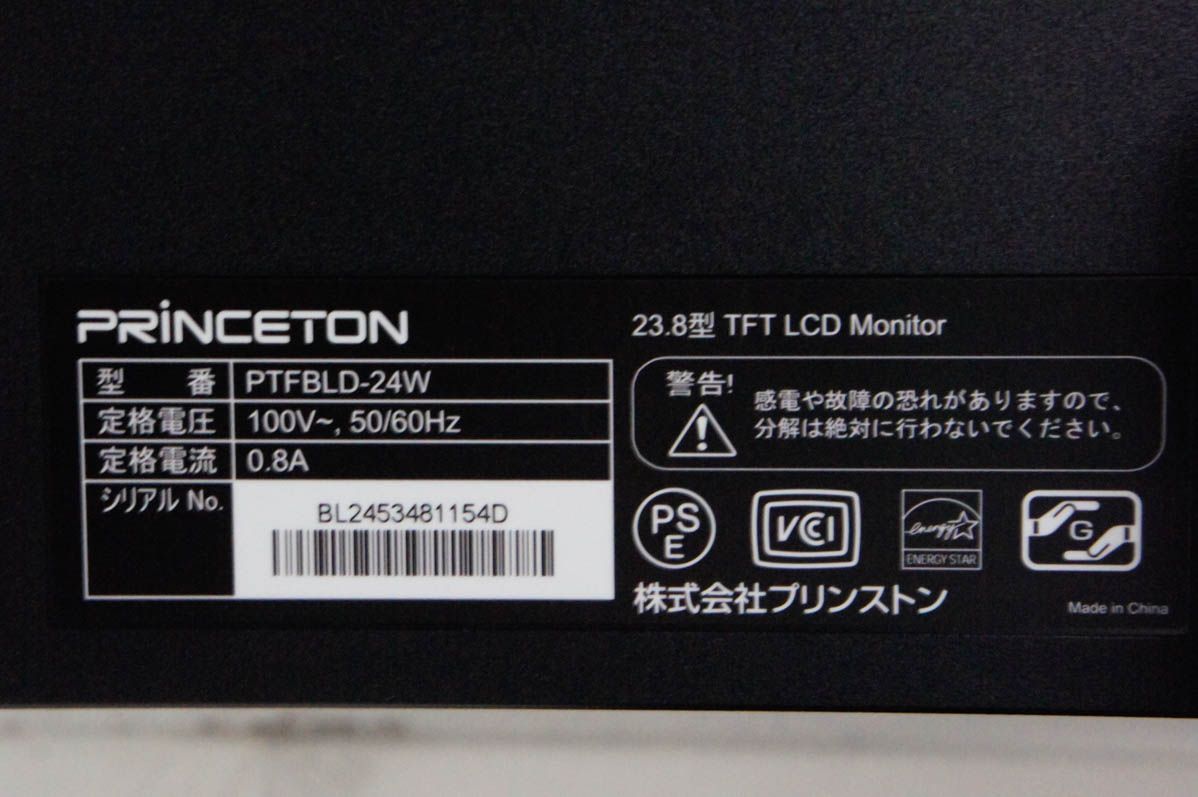 PRINCETON
型 番 PTFBLD-24W
定格電圧 100V~, 50/60Hz
定格電流 0.8A
シリアル No. BL2453481154D
23.8型 TFT LCD Monitor
警告!
感電や故障の恐れがありますので、
分解は絶対に行わないでください。
PS
E
VCCI
energy
ENERGY STAR
G
株式会社プリンストン
Made in China